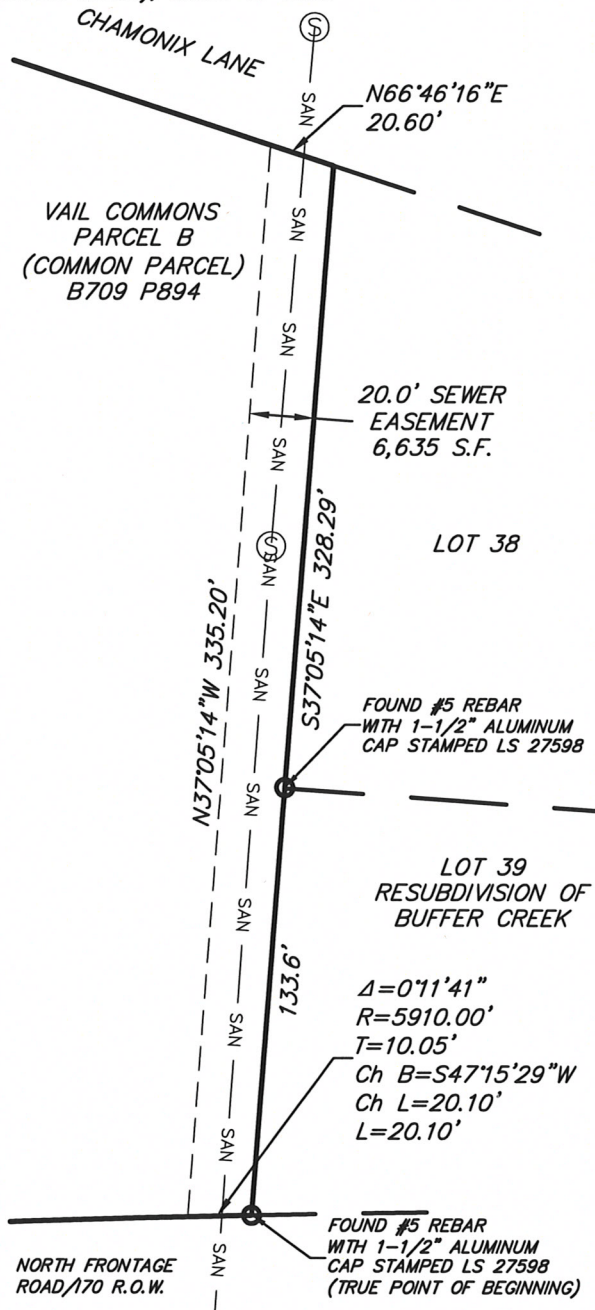 CHAMONIX LANE
S
SAN
N66°46'16"E
20.60'
VAIL COMMONS
PARCEL B
(COMMON PARCEL)
B709 P894
SAN
SAN
SAN
20.0' SEWER
EASEMENT
6,635 S.F.
SAN
LOT 38
S
SAN
S37°05'14"E 328.29'
N37°05'14"W 335.20'
SAN
SAN
FOUND #5 REBAR
WITH 1-1/2" ALUMINUM
CAP STAMPED LS 27598
SAN
SAN
LOT 39
RESUBDIVISION OF
BUFFER CREEK
133.6'
SAN
Δ=0°11'41"
R=5910.00'
T=10.05'
Ch B=S47°15'29"W
Ch L=20.10'
L=20.10'
SAN
SAN
SAN
FOUND #5 REBAR
WITH 1-1/2" ALUMINUM
CAP STAMPED LS 27598
(TRUE POINT OF BEGINNING)
NORTH FRONTAGE
ROAD/I70 R.O.W.